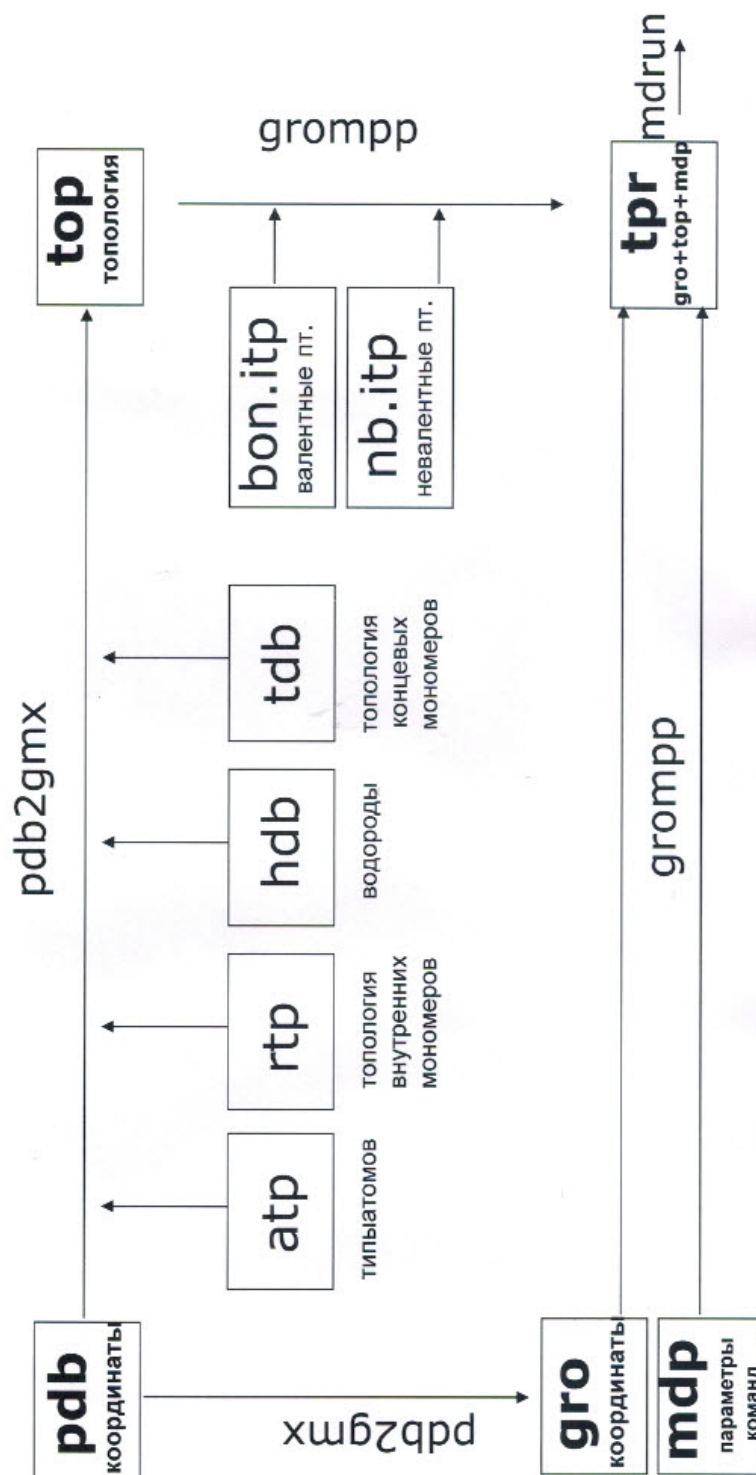 pdb2gmx
pdb
координаты
top
топология
atp
типыатомов
rtp
топология
внутренних
мономеров
hdb
водороды
tdb
топология
концевых
мономеров
bon.itp
валентные пт.
nb.itp
невалентные пт.
grompp
pdb2gmx
gro
координаты
mdp
параметры
команд
grompp
tpr
gro+top+mdp
mdrun